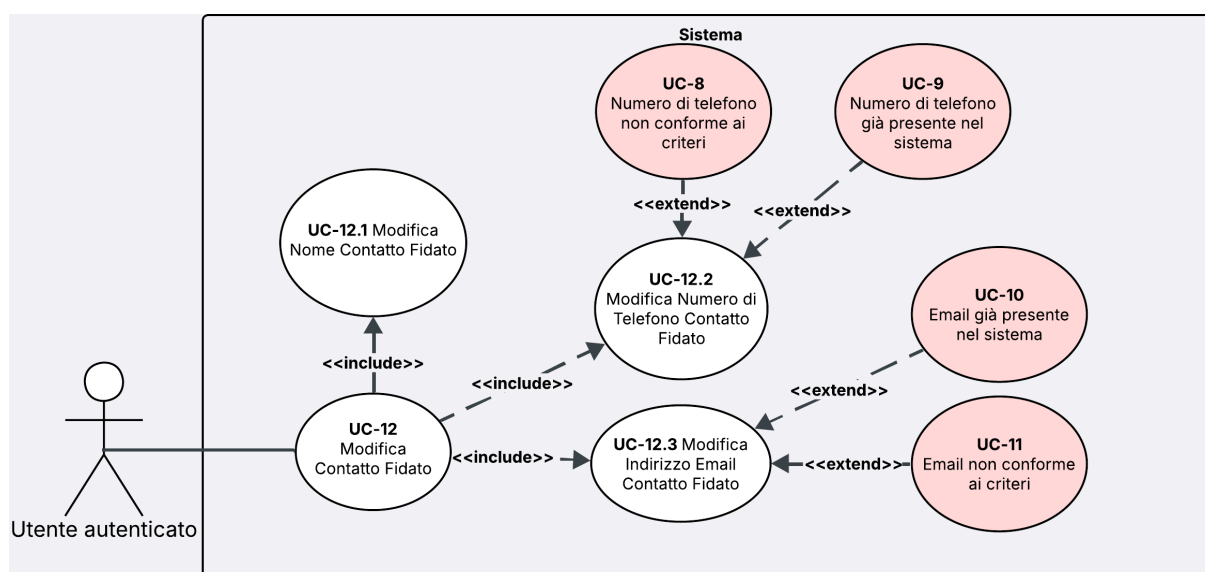 Sistema
UC-8
Numero di telefono
non conforme ai
criteri
UC-9
Numero di telefono
già presente nel
sistema
<<extend>>
<<extend>>
UC-12.1 Modifica
Nome Contatto Fidato
UC-12.2
Modifica Numero di
Telefono Contatto
Fidato
UC-10
Email già presente
nel sistema
<<include>>
<<include>>
<<extend>>
UC-12
Modifica
Contatto Fidato
<<include>>
UC-12.3 Modifica
Indirizzo Email
Contatto Fidato
<<extend>>
UC-11
Email non conforme
ai criteri
Utente autenticato